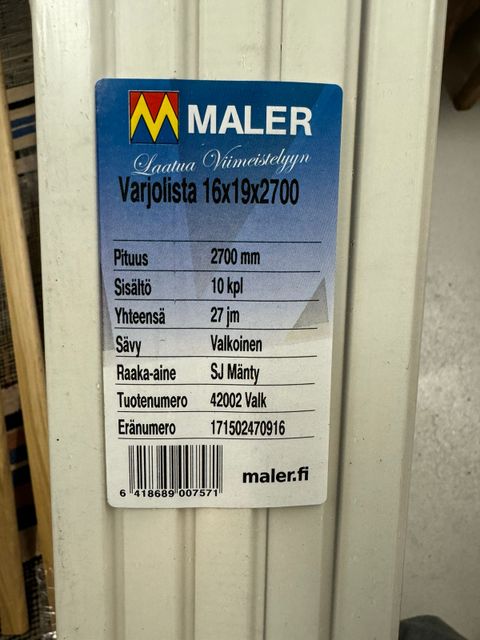 MALER
Laatua Viimeistelyyn
Varjolista 16x19x2700
Pituus 2700 mm
Sisältö 10 kpl
Yhteensä 27 jm
Sävy Valkoinen
Raaka-aine SJ Mänty
Tuotenumero 42002 Valk
Eränumero 171502470916
maler.fi
6 418689 007571